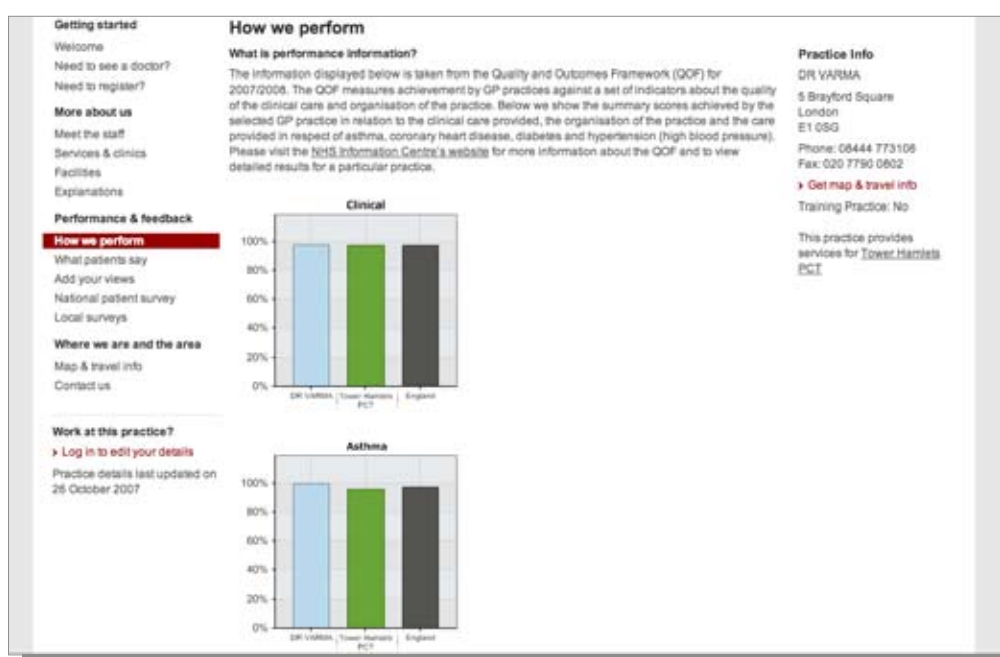 Getting started
Welcome
Need to see a doctor?
Need to register?
More about us
Meet the staff
Services & clinics
Facilities
Explanations
Performance & feedback
How we perform
What patients say
Add your views
National patient survey
Local surveys
Where we are and the area
Map & travel info
Contact us
Work at this practice?
Log in to edit your details
Practice details last updated on
26 October 2007
How we perform
What is performance information?
The information displayed below is taken from the Quality and Outcomes Framework (QOF) for
2007/2008. The QOF measures achievement by GP practices against a set of indicators about the quality
of the clinical care and organisation of the practice. Below we show the summary scores achieved by the
selected GP practice in relation to the clinical care provided, the organisation of the practice and the care
provided in respect of asthma, coronary heart disease, diabetes and hypertension (high blood pressure).
Please visit the NHS Information Centre's website for more information about the QOF and to view
detailed results for a particular practice.
Clinical
100%
80%
60%
40%
20%
0%
DR VARMA
Tower Hamlets
PCT
England
Asthma
100%
80%
60%
40%
20%
0%
DR VARMA
Tower Hamlets
PCT
England
Practice Info
DR VARMA
5 Brayford Square
London
E1 0SG
Phone: 08444 773106
Fax: 020 7790 0802
Get map & travel info
Training Practice: No
This practice provides
services for Tower Hamlets
PCT